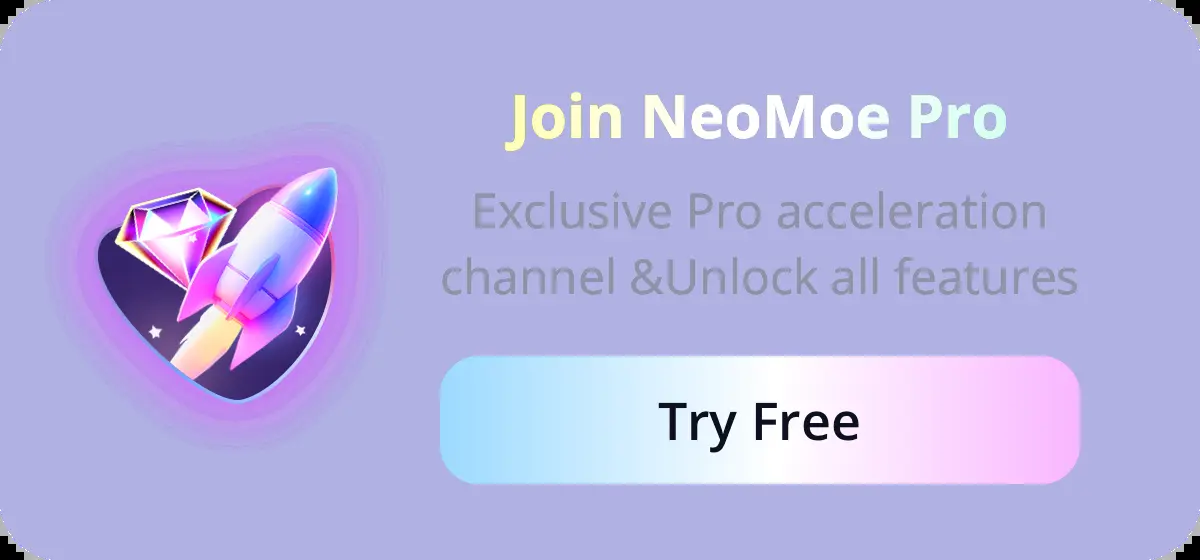 Join NeoMoe Pro
Exclusive Pro acceleration
channel &Unlock all features
Try Free